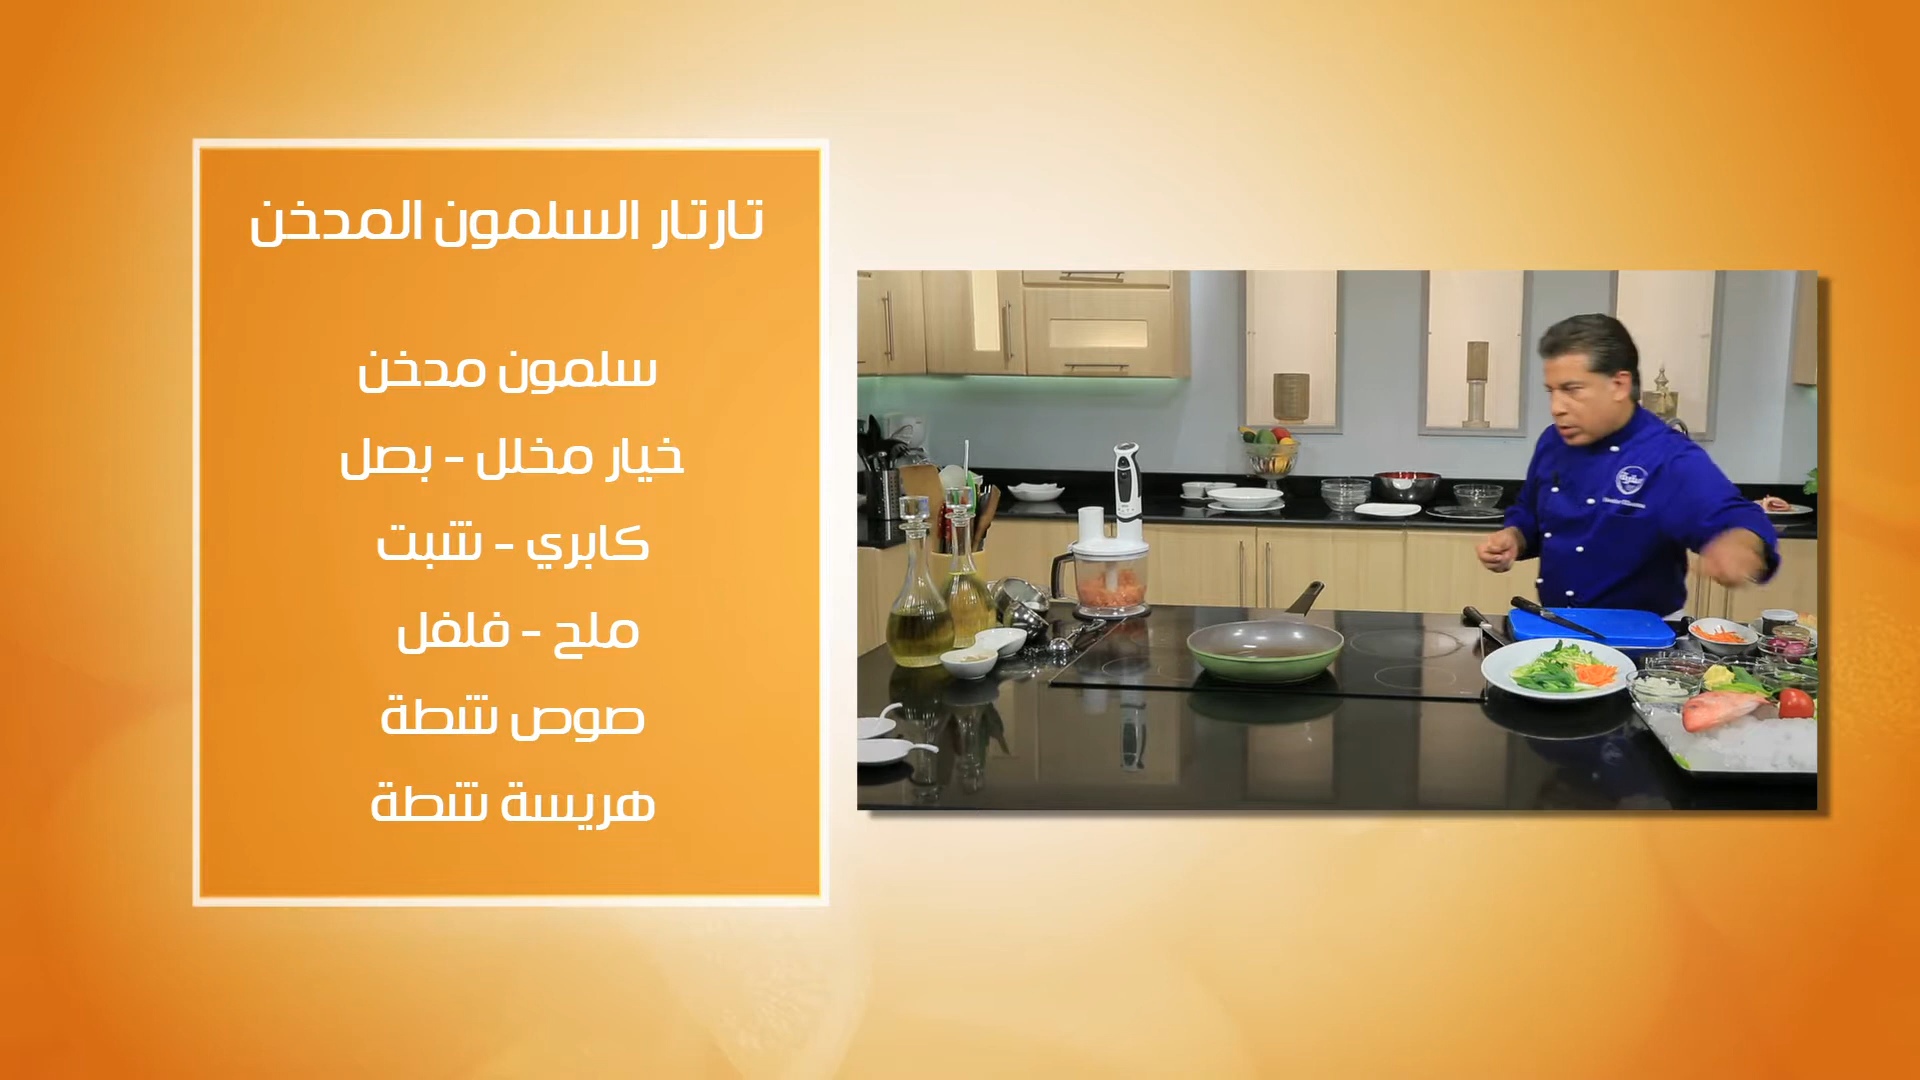 تارتار السلمون المدخن
سلمون مدخن
خيار مخلل - بصل
كابري - شبت
ملح - فلفل
صوص شطة
هريسة شطة